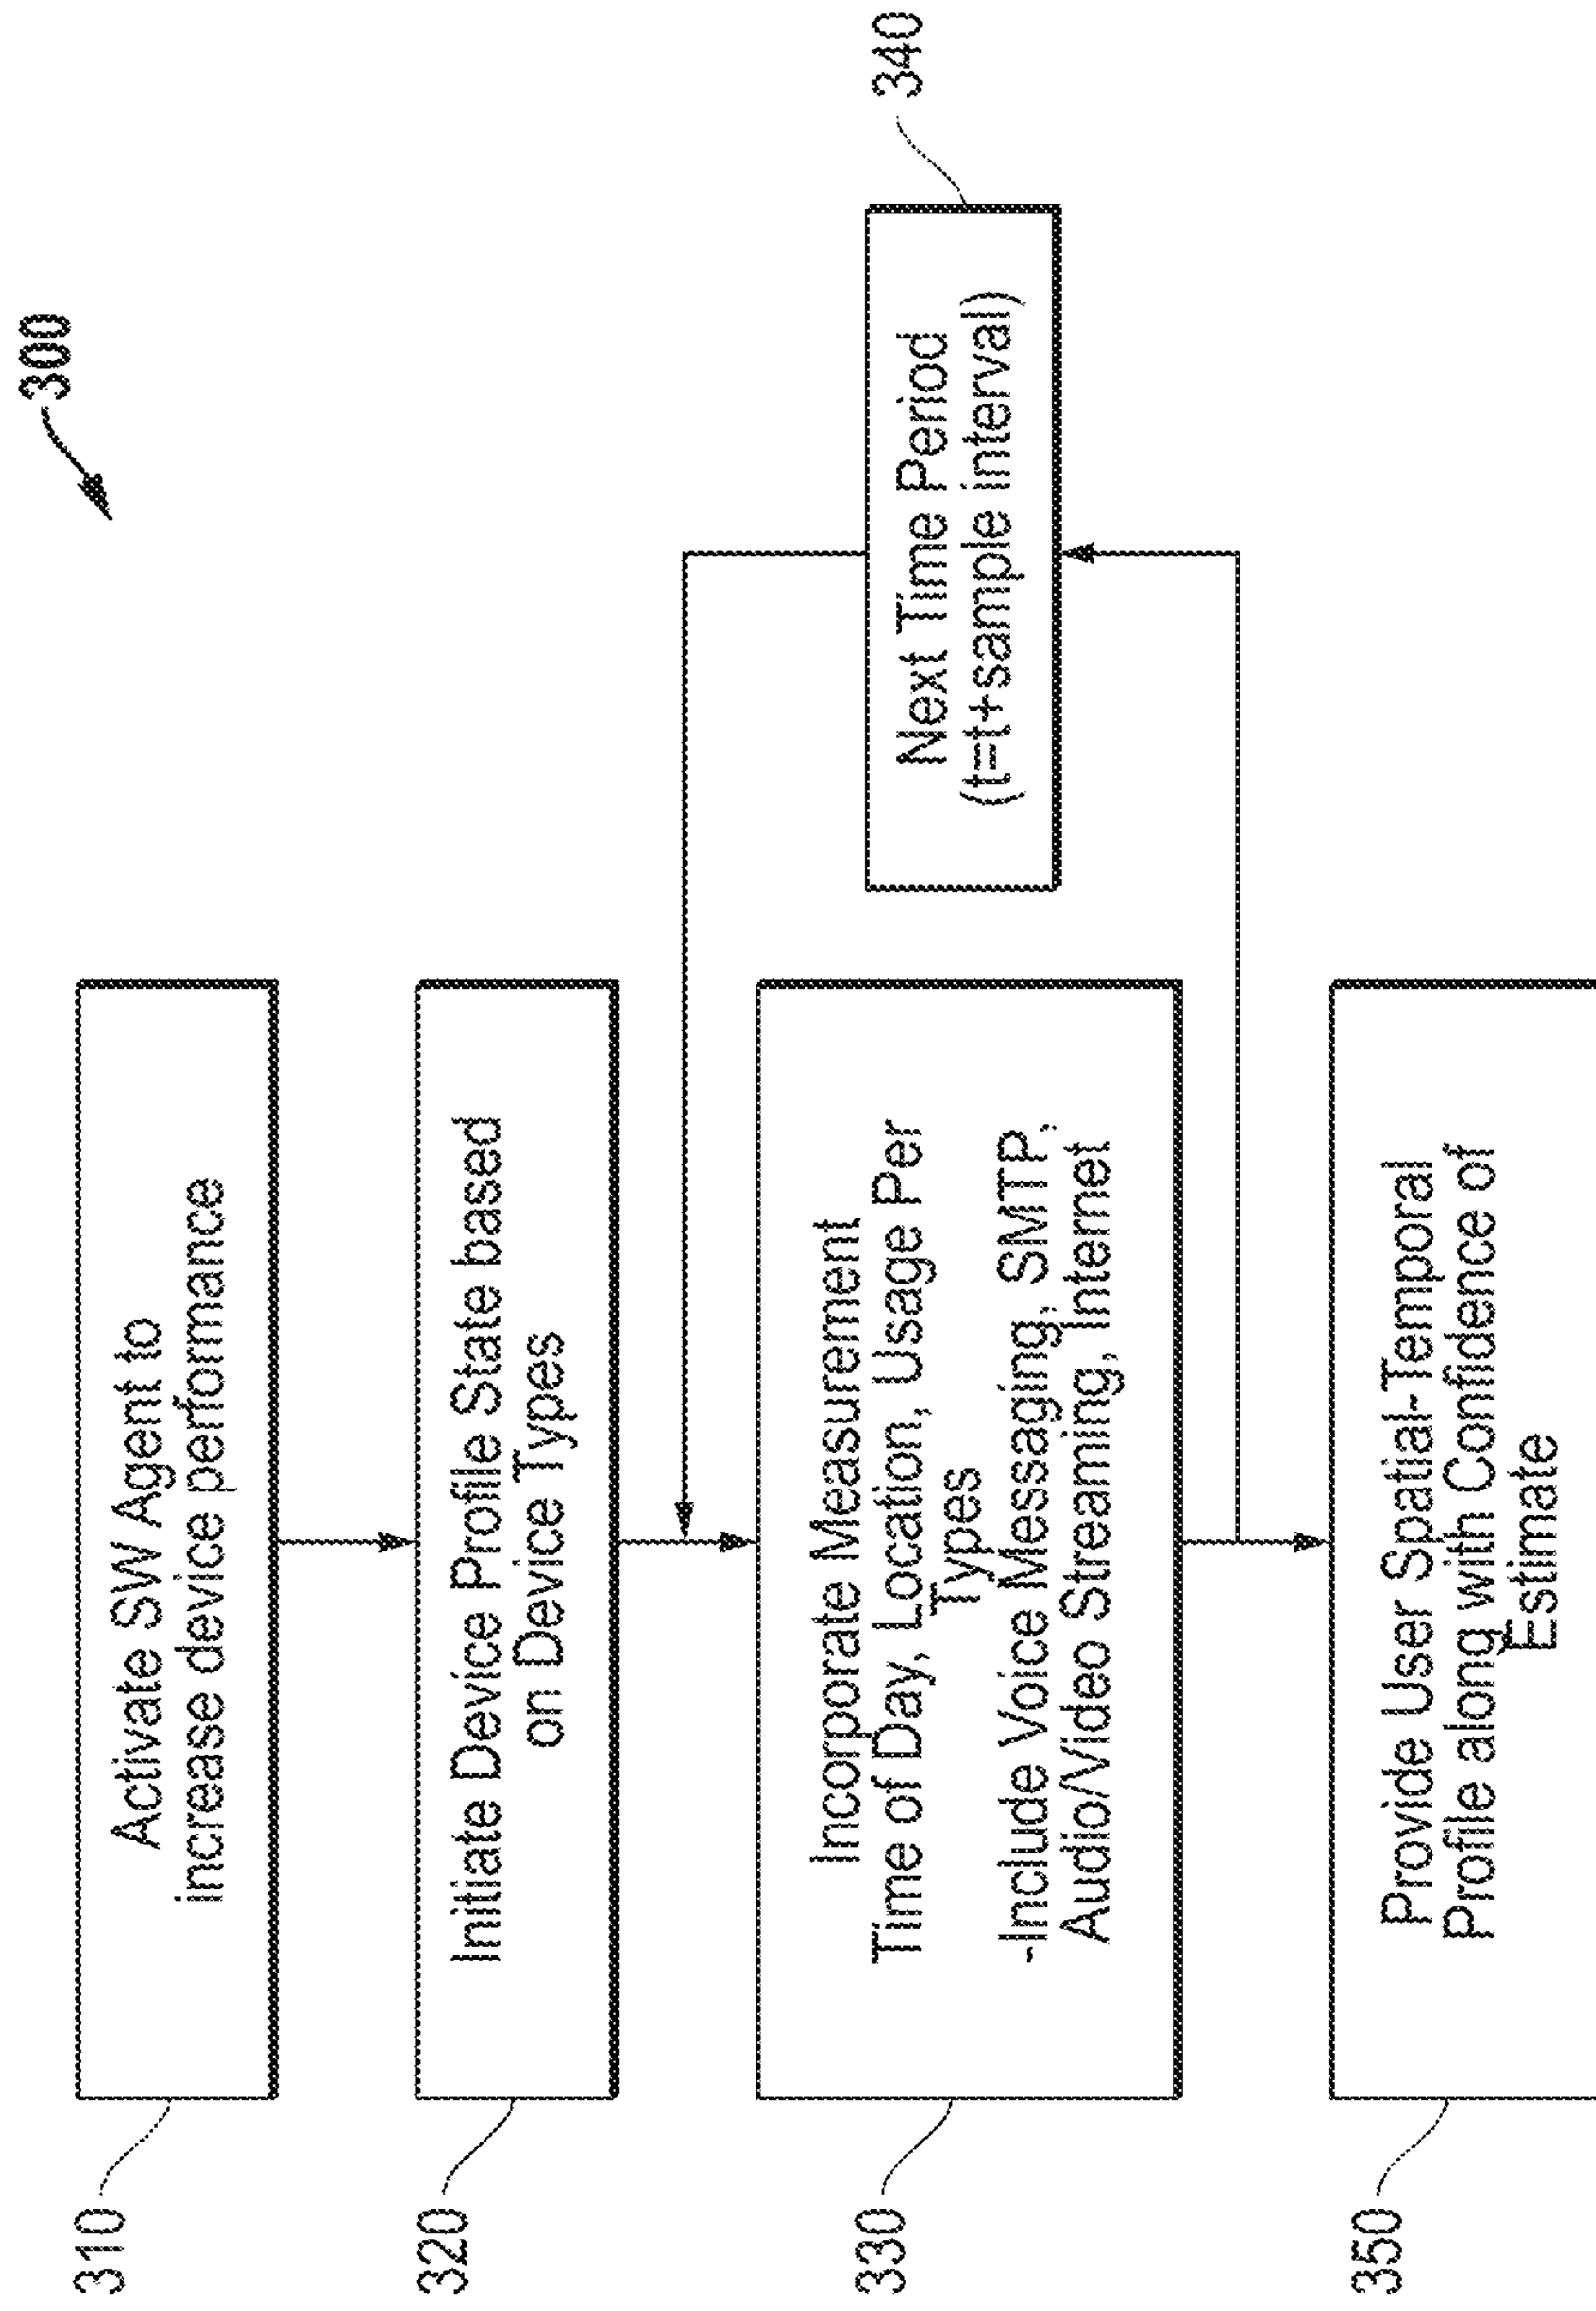 300
310
Activate SW Agent to
increase device performance
320
Initiate Device Profile State based
on Device Types
330
Incorporate Measurement
Time of Day, Location, Usage Per
Types
-Include Voice Messaging, SMTP,
Audio/Video Streaming, Internet
340
Next Time Period
(t=t+sample interval)
350
Provide User Spatial-Temporal
Profile along with Confidence of
Estimate